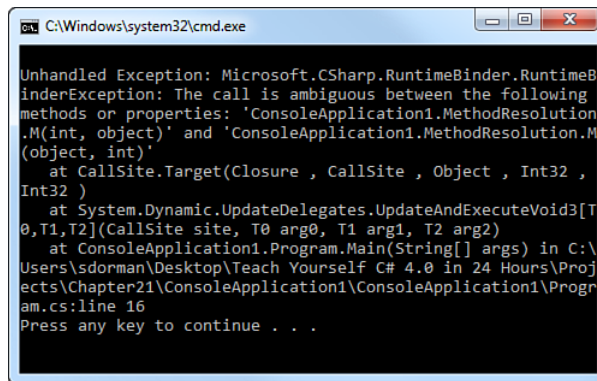 C:\Windows\system32\cmd.exe
Unhandled Exception: Microsoft.CSharp.RuntimeBinder.RuntimeB
inderException: The call is ambiguous between the following
methods or properties: 'ConsoleApplication1.MethodResolution
.M(int, object)' and 'ConsoleApplication1.MethodResolution.M
(object, int)'
   at CallSite.Target(Closure , CallSite , Object , Int32 ,
Int32 )
   at System.Dynamic.UpdateDelegates.UpdateAndExecuteVoid3[T
0,T1,T2](CallSite site, T0 arg0, T1 arg1, T2 arg2)
   at ConsoleApplication1.Program.Main(String[] args) in C:\
Users\sdorman\Desktop\Teach Yourself C# 4.0 in 24 Hours\Proj
ects\Chapter21\ConsoleApplication1\ConsoleApplication1\Progr
am.cs:line 16
Press any key to continue . . .